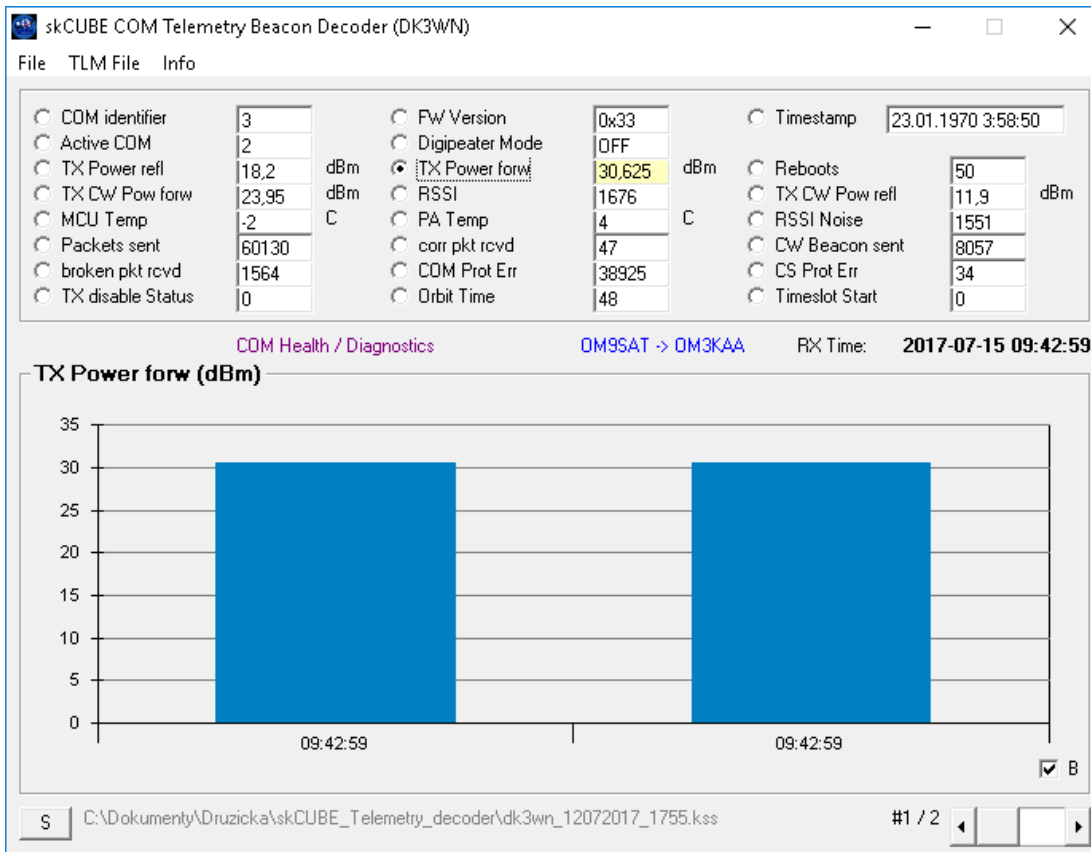 skCUBE COM Telemetry Beacon Decoder (DK3WN)
File TLM File Info
COM identifier 3 FW Version 0x33 Timestamp 23.01.1970 3:58:50
Active COM 2 Digipeater Mode OFF
TX Power refl 18,2 dBm TX Power forw 30,625 dBm Reboots 50
TX CW Pow forw 23,95 dBm RSSI 1676 TX CW Pow refl 11,9 dBm
MCU Temp -2 C PA Temp 4 C RSSI Noise 1551
Packets sent 60130 corr pkt rcvd 47 CW Beacon sent 8057
broken pkt rcvd 1564 COM Prot Err 38925 CS Prot Err 34
TX disable Status 0 Orbit Time 48 Timeslot Start 0
COM Health / Diagnostics OM9SAT -> OM3KAA RX Time: 2017-07-15 09:42:59
TX Power forw (dBm)
35
30
25
20
15
10
5
0
09:42:59 09:42:59
B
S C:\Dokumenty\Druzicka\skCUBE_Telemetry_decoder\dk3wn_12072017_1755.kss #1 / 2